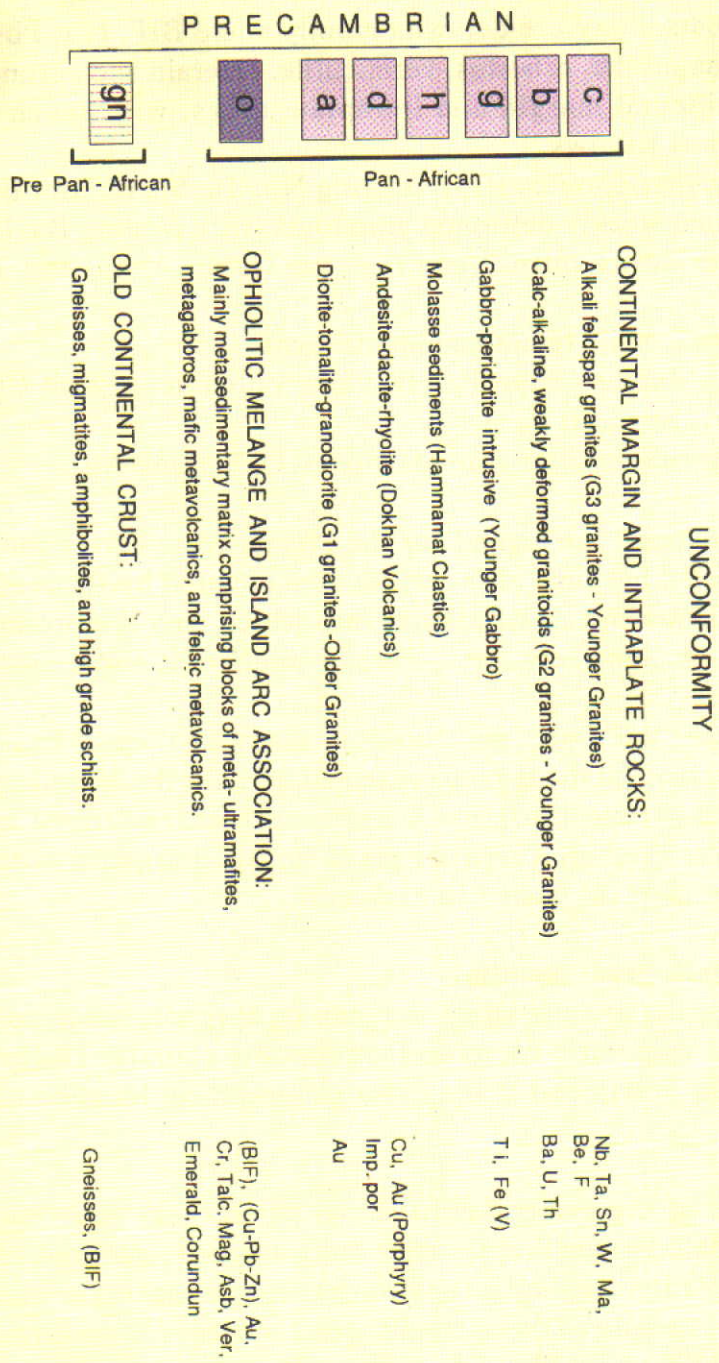 UNCONFORMITY
PRECAMBRIAN
Pan - African
CONTINENTAL MARGIN AND INTRAPLATE ROCKS:
c Alkali feldspar granites (G3 granites - Younger Granites) Nb, Ta, Sn, W, Ma,
Be, F
b Calc-alkaline, weakly deformed granitoids (G2 granites - Younger Granites) Ba, U, Th
g Gabbro-peridotite intrusive (Younger Gabbro) Ti, Fe (V)
h Molasse sediments (Hammamat Clastics)
d Andesite-dacite-rhyolite (Dokhan Volcanics) Cu, Au (Porphyry)
Imp. por
a Diorite-tonalite-granodiorite (G1 granites -Older Granites) Au
OPHIOLITIC MELANGE AND ISLAND ARC ASSOCIATION:
o Mainly metasedimentary matrix comprising blocks of meta- ultramafites, (BIF), (Cu-Pb-Zn), Au,
Cr, Talc, Mag, Asb, Ver,
metagabbros, mafic metavolcanics, and felsic metavolcanics. Emerald, Corundun
Pre Pan - African
OLD CONTINENTAL CRUST:
gn Gneisses, migmatites, amphibolites, and high grade schists. Gneisses, (BIF)